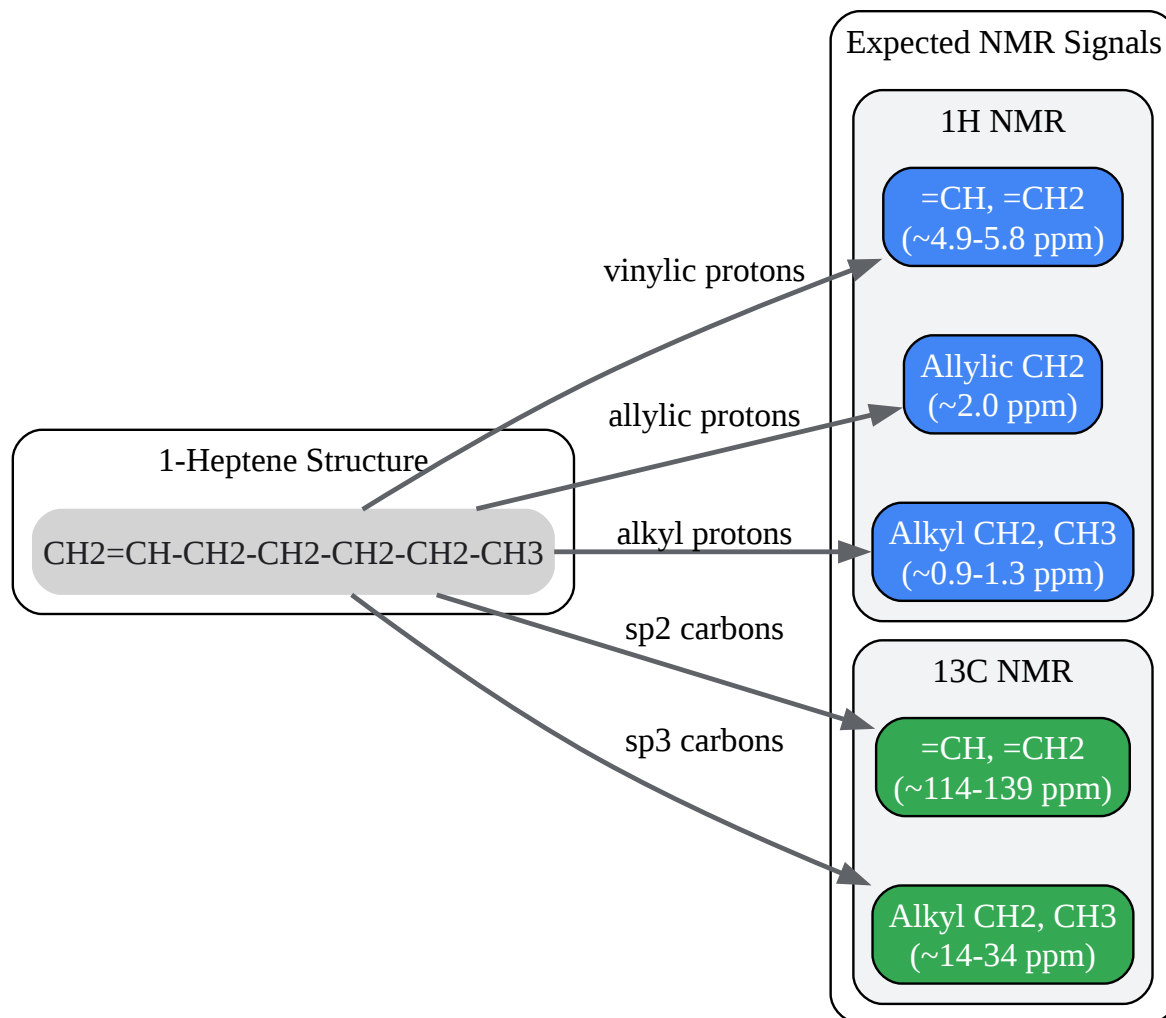 Expected NMR Signals
1H NMR
=CH, =CH2
(~4.9-5.8 ppm)
vinylic protons
Allylic CH2
(~2.0 ppm)
allylic protons
1-Heptene Structure
CH2=CH-CH2-CH2-CH2-CH2-CH3
alkyl protons
Alkyl CH2, CH3
(~0.9-1.3 ppm)
sp2 carbons
13C NMR
sp3 carbons
=CH, =CH2
(~114-139 ppm)
Alkyl CH2, CH3
(~14-34 ppm)